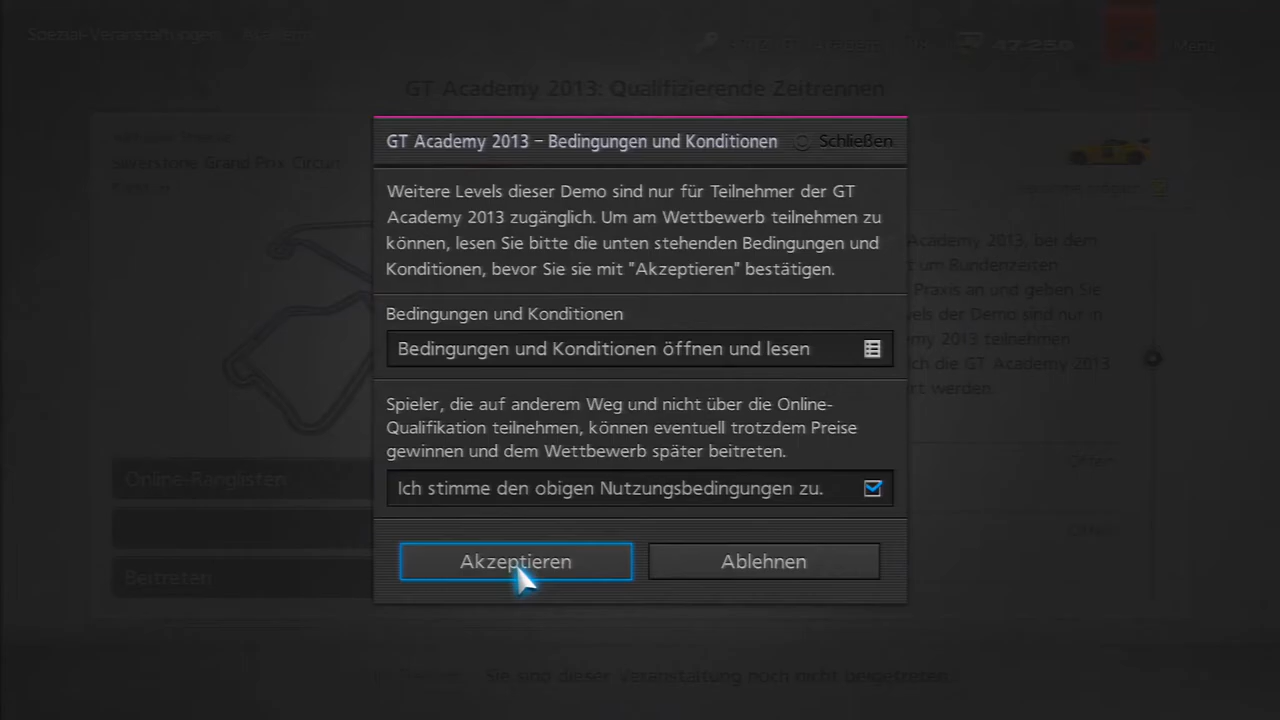 Spezial-Veranstaltungen
47.250
Menü
GT Academy 2013: Qualifizierende Zeitrennen
GT Academy 2013 – Bedingungen und Konditionen
Schließen
Silverstone Grand Prix Circuit
Weitere Levels dieser Demo sind nur für Teilnehmer der GT
Academy 2013 zugänglich. Um am Wettbewerb teilnehmen zu
können, lesen Sie bitte die unten stehenden Bedingungen und
Konditionen, bevor Sie sie mit "Akzeptieren" bestätigen.
Academy 2013, bei dem
um Rundenzeiten
Praxis an und geben Sie
der Demo sind nur in
2013 teilnehmen
die GT Academy 2013
werden.
Bedingungen und Konditionen
Bedingungen und Konditionen öffnen und lesen
Spieler, die auf anderem Weg und nicht über die Online-
Qualifikation teilnehmen, können eventuell trotzdem Preise
gewinnen und dem Wettbewerb später beitreten.
Ich stimme den obigen Nutzungsbedingungen zu.
Online-Ranglisten
Beitreten
Akzeptieren
Ablehnen
Sie sind dieser Veranstaltung noch nicht beigetreten.